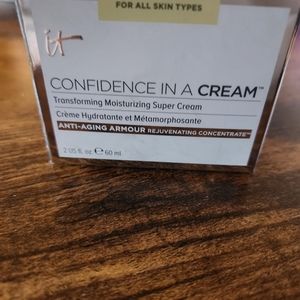 FOR ALL SKIN TYPES
it
CONFIDENCE IN A CREAM™
Transforming Moisturizing Super Cream
Crème Hydratante et Métamorphosante
ANTI-AGING ARMOUR REJUVENATING CONCENTRATE™
2 US fl. oz. ℮ 60 ml